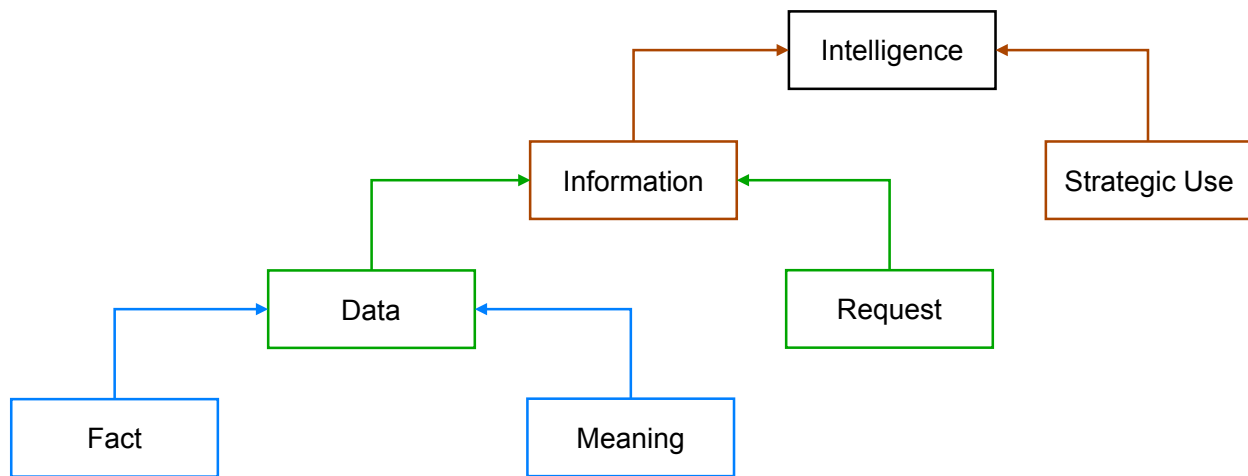 Intelligence
Information
Strategic Use
Data
Request
Fact
Meaning